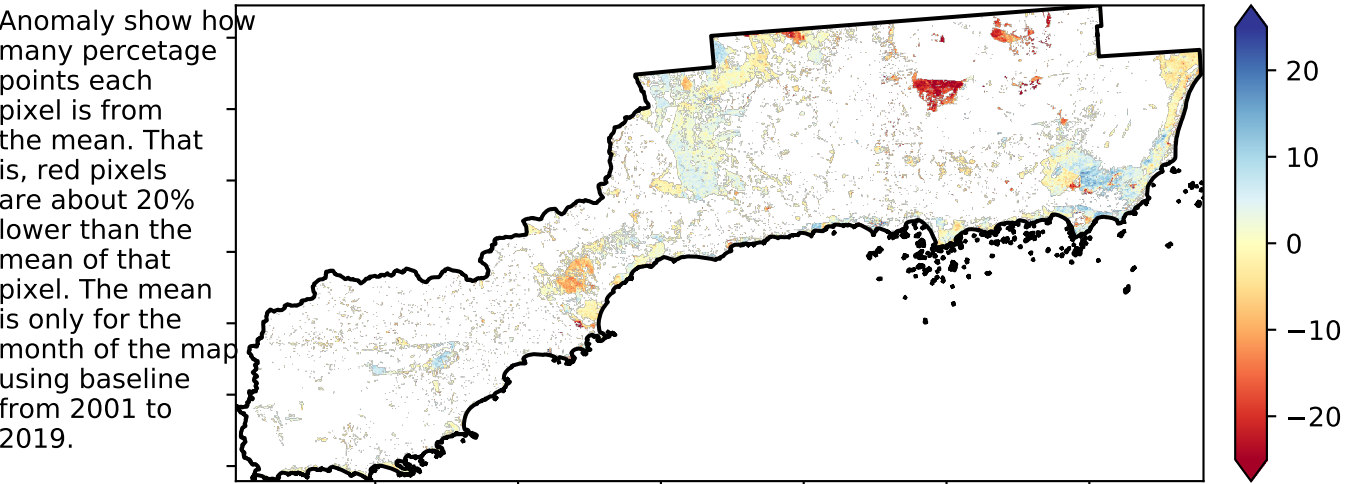 Anomaly show how
many percetage
points each
pixel is from
the mean. That
is, red pixels
are about 20%
lower than the
mean of that
pixel. The mean
is only for the
month of the map
using baseline
from 2001 to
2019.
20
10
0
−10
−20